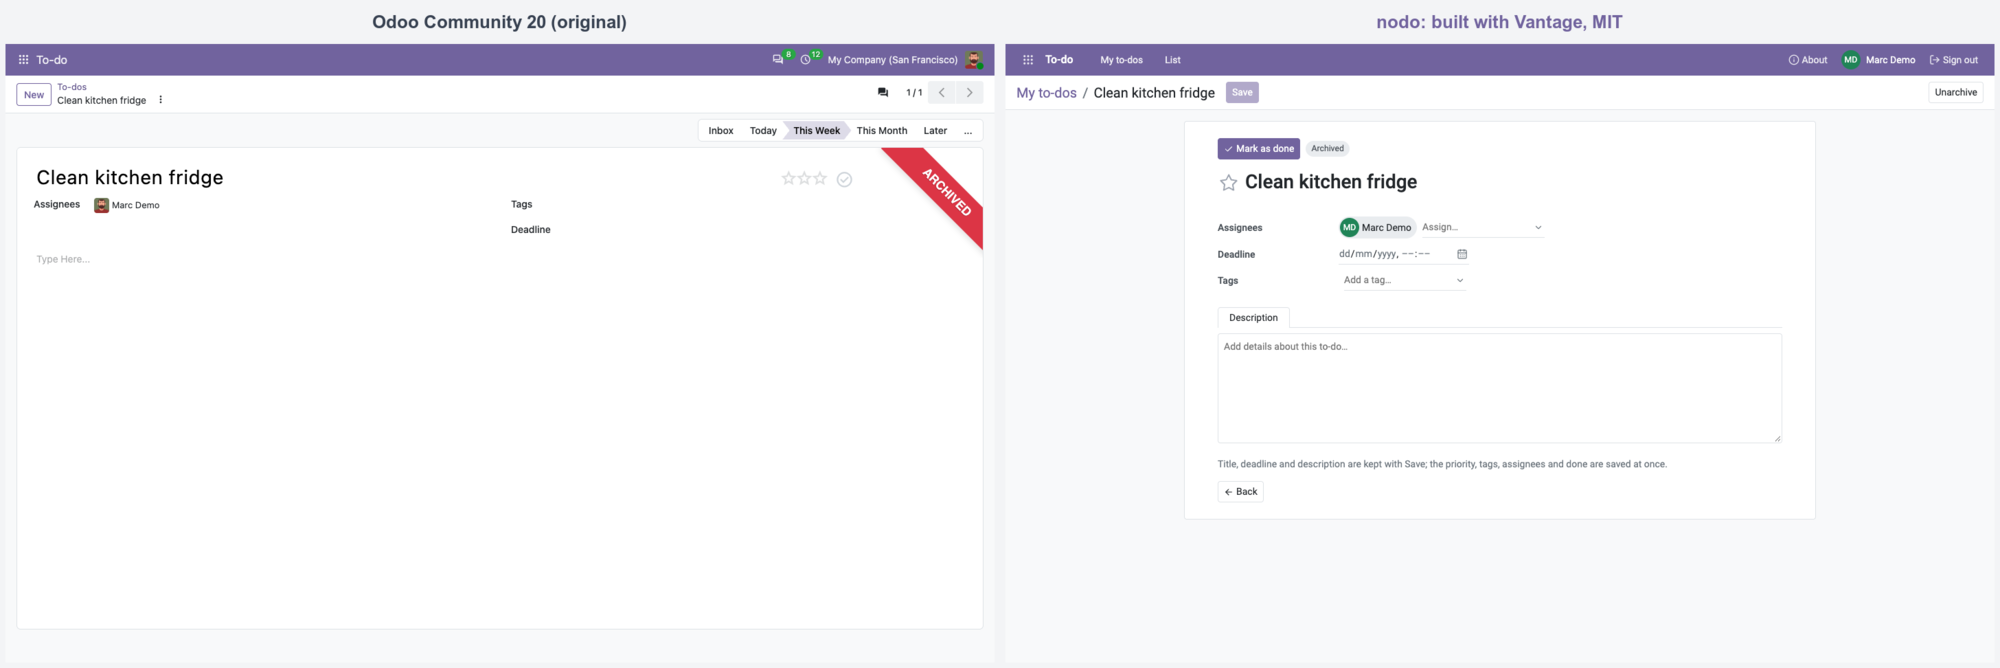 Odoo Community 20 (original)
To-do
8
12
My Company (San Francisco)
New
To-dos
Clean kitchen fridge
1 / 1
Inbox
Today
This Week
This Month
Later
...
Clean kitchen fridge
ARCHIVED
Assignees
Marc Demo
Tags
Deadline
Type Here...
nodo: built with Vantage, MIT
To-do
My to-dos
List
About
MD
Marc Demo
Sign out
My to-dos / Clean kitchen fridge
Save
Unarchive
Mark as done
Archived
Clean kitchen fridge
Assignees
MD
Marc Demo
Assign...
Deadline
dd/mm/yyyy, --:--
Tags
Add a tag...
Description
Add details about this to-do...
Title, deadline and description are kept with Save; the priority, tags, assignees and done are saved at once.
Back